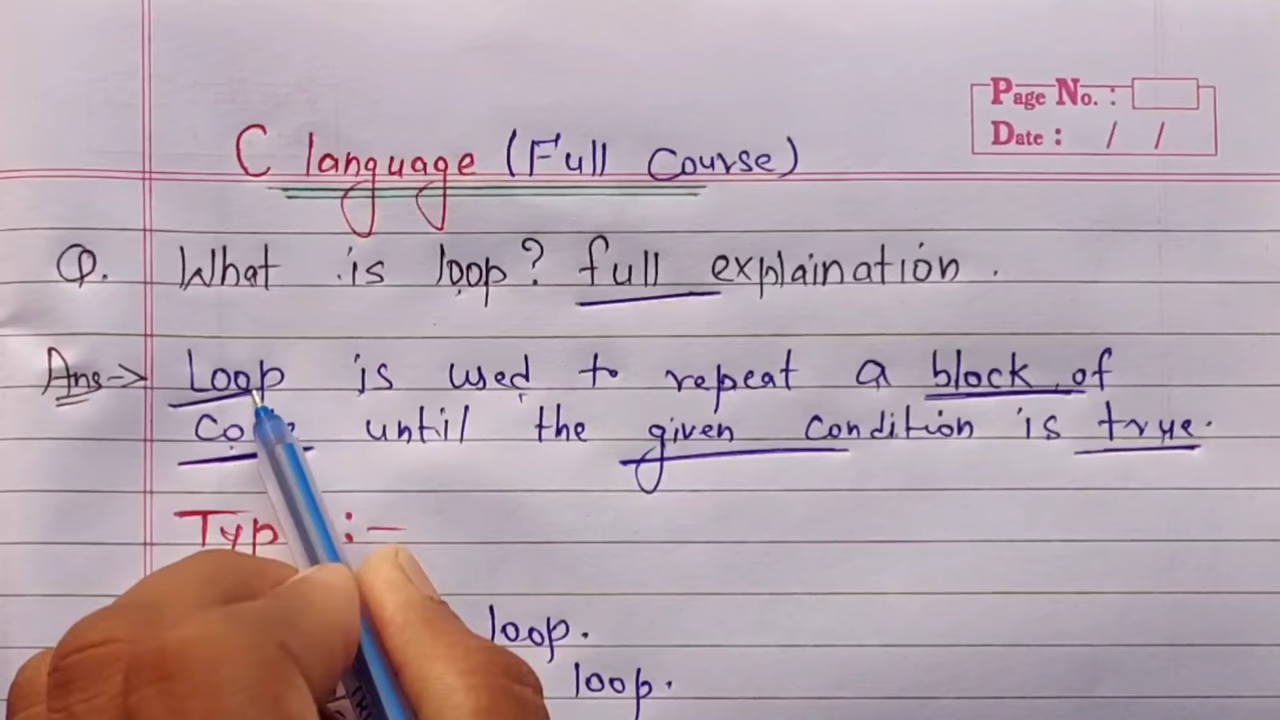 Page No. :
Date : / /
C language (Full Course)
Q. What is loop? full explaination.
Ans-> Loop is used to repeat a block of
until the given condition is true.
:-
loop.
loop.